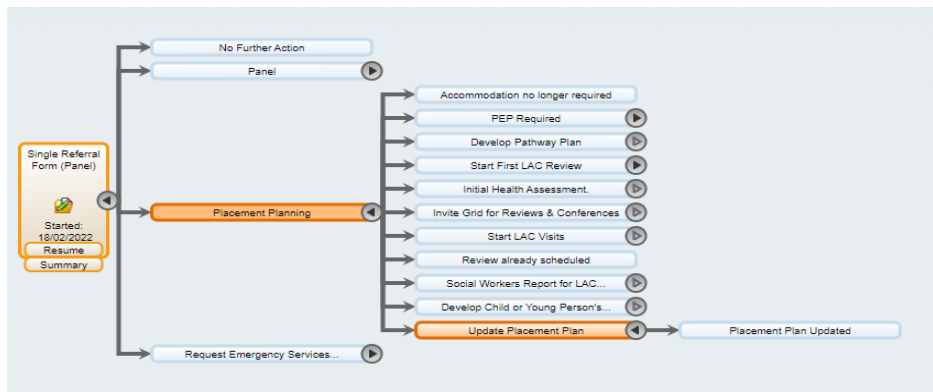 No Further Action
Panel
Accommodation no longer required
PEP Required
Develop Pathway Plan
Single Referral
Form (Panel)
Start First LAC Review
Initial Health Assessment.
Started:
18/02/2022
Resume
Summary
Placement Planning
Invite Grid for Reviews & Conferences
Start LAC Visits
Review already scheduled
Social Workers Report for LAC...
Develop Child or Young Person's...
Update Placement Plan
Placement Plan Updated
Request Emergency Services...